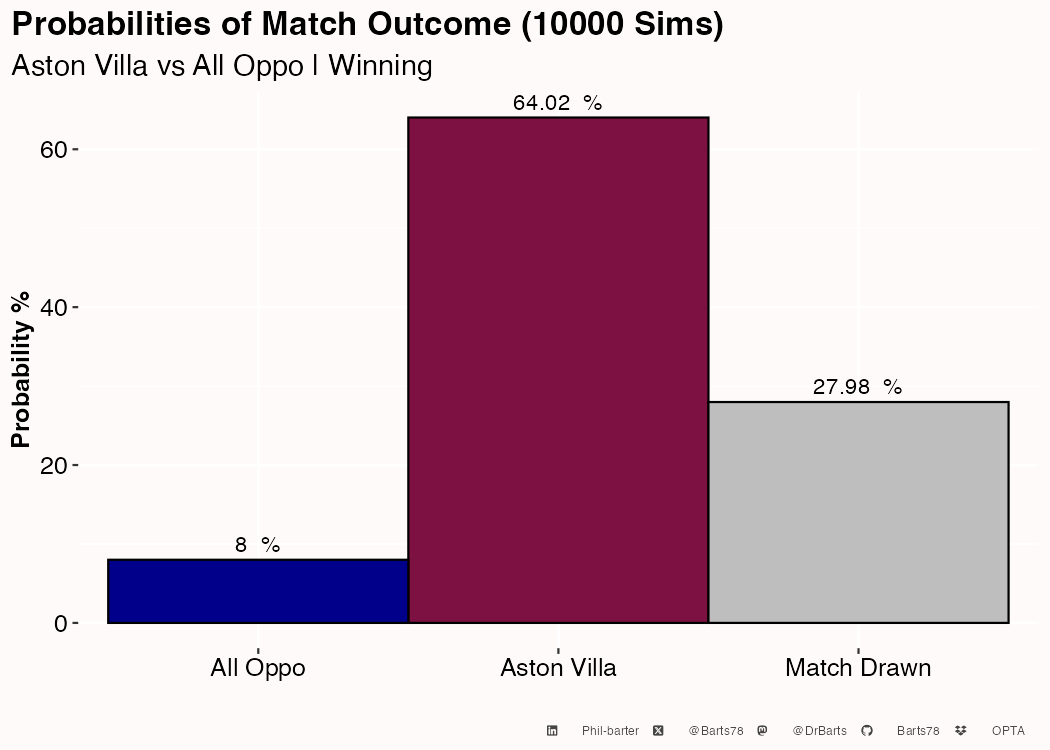 Probabilities of Match Outcome (10000 Sims)
Aston Villa vs All Oppo | Winning
64.02 %
60
Probability %
40
27.98 %
20
8 %
0
All Oppo Aston Villa Match Drawn
Phil-barter @Barts78 @DrBarts Barts78 OPTA